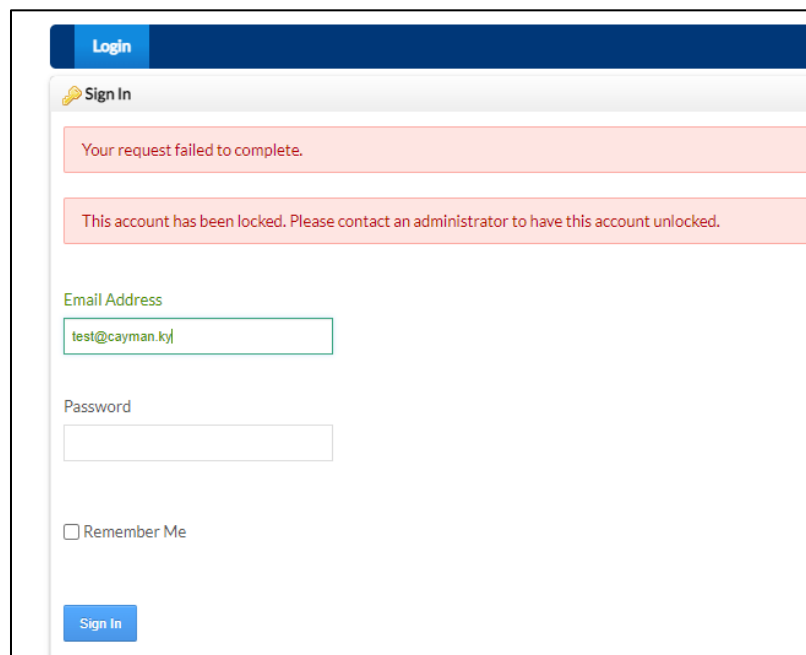 Login
Sign In
Your request failed to complete.
This account has been locked. Please contact an administrator to have this account unlocked.
Email Address
test@cayman.ky
Password
Remember Me
Sign In